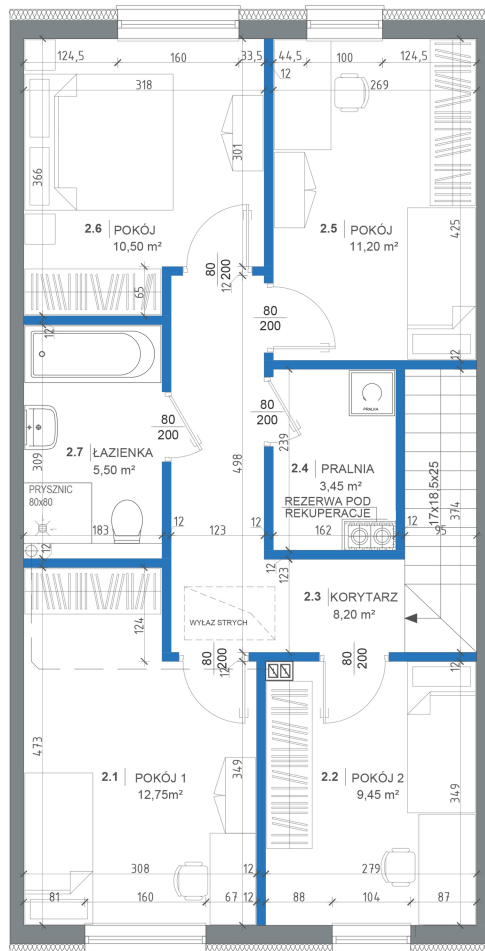 124,5 160 33,5 44,5 100 124,5
12
318 269
301
366
2.6 POKÓJ
10,50 m²
2.5 POKÓJ
11,20 m²
425
80
200
12
65
80
200
12
12
80
200
80
200
PRALKA
239
309
2.7 ŁAZIENKA
5,50 m²
498
2.4 PRALNIA
3,45 m²
REZERWA POD
REKUPERACJE
17x18,5x25
374
PRYSZNIC
80x80
183 12 123 12 162 12 95
12
12
123
124
2.3 KORYTARZ
8,20 m²
WYŁAZ STRYCH
80
200
12
80
200
12
473
349
2.1 POKÓJ 1
12,75m²
2.2 POKÓJ 2
9,45 m²
349
308 12 279
81 160 67 12 88 104 87